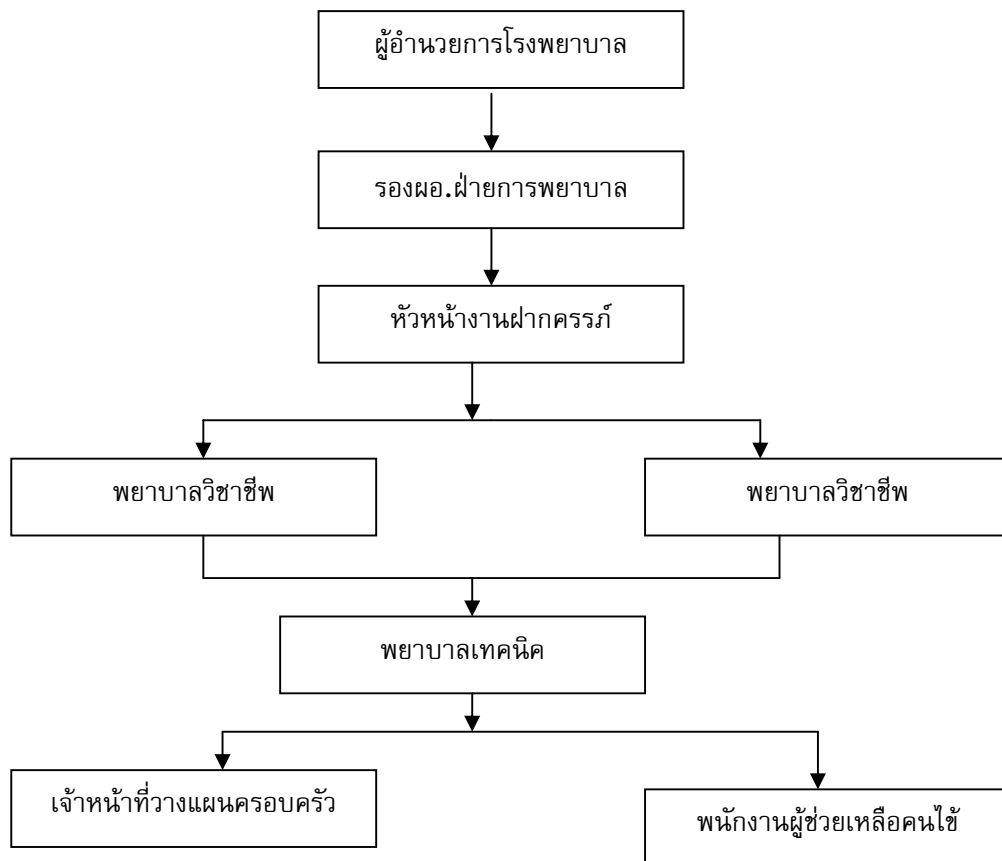 ผู้อำนวยการโรงพยาบาล
รองผอ.ฝ่ายการพยาบาล
หัวหน้างานฝากครรภ์
พยาบาลวิชาชีพ
พยาบาลวิชาชีพ
พยาบาลเทคนิค
เจ้าหน้าที่วางแผนครอบครัว
พนักงานผู้ช่วยเหลือคนไข้